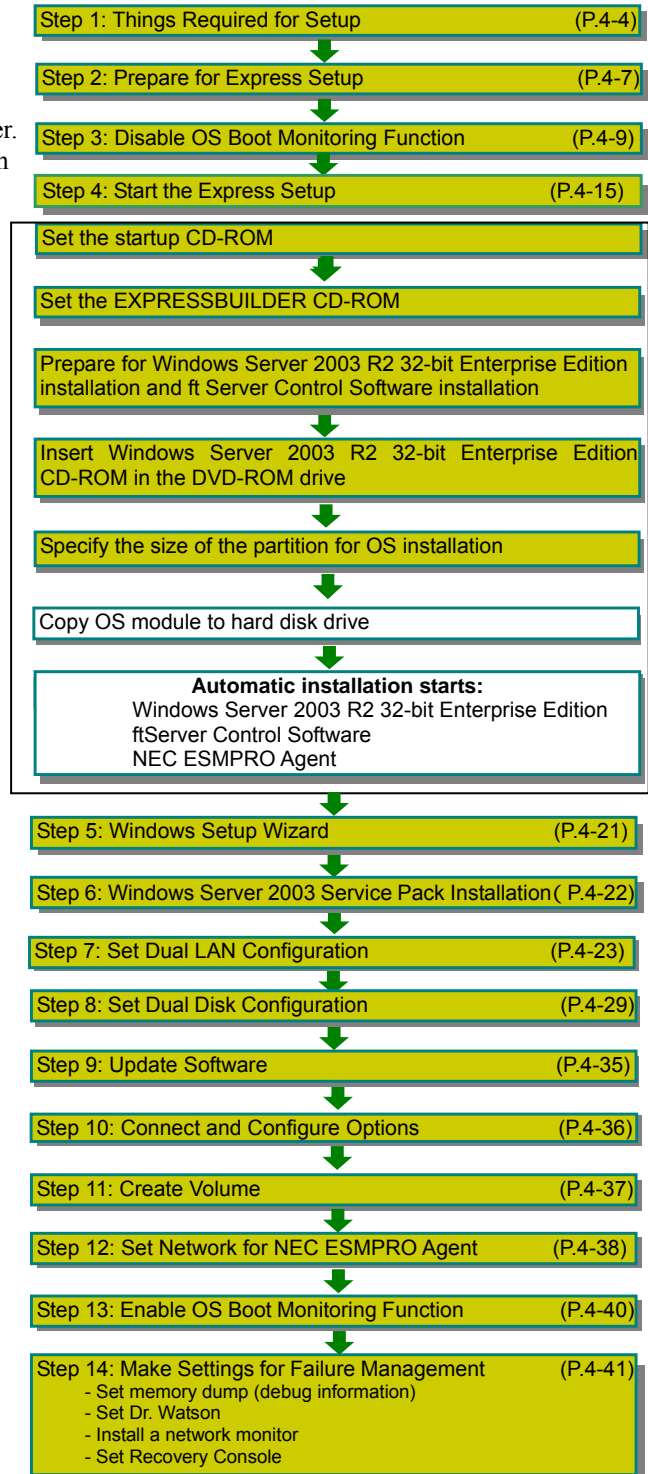 Step 1: Things Required for Setup (P.4-4)
Step 2: Prepare for Express Setup (P.4-7)
er.
Step 3: Disable OS Boot Monitoring Function (P.4-9)
n
Step 4: Start the Express Setup (P.4-15)
Set the startup CD-ROM
Set the EXPRESSBUILDER CD-ROM
Prepare for Windows Server 2003 R2 32-bit Enterprise Edition
installation and ft Server Control Software installation
Insert Windows Server 2003 R2 32-bit Enterprise Edition
CD-ROM in the DVD-ROM drive
Specify the size of the partition for OS installation
Copy OS module to hard disk drive
Automatic installation starts:
Windows Server 2003 R2 32-bit Enterprise Edition
ftServer Control Software
NEC ESMPRO Agent
Step 5: Windows Setup Wizard (P.4-21)
Step 6: Windows Server 2003 Service Pack Installation( P.4-22)
Step 7: Set Dual LAN Configuration (P.4-23)
Step 8: Set Dual Disk Configuration (P.4-29)
Step 9: Update Software (P.4-35)
Step 10: Connect and Configure Options (P.4-36)
Step 11: Create Volume (P.4-37)
Step 12: Set Network for NEC ESMPRO Agent (P.4-38)
Step 13: Enable OS Boot Monitoring Function (P.4-40)
Step 14: Make Settings for Failure Management (P.4-41)
- Set memory dump (debug information)
- Set Dr. Watson
- Install a network monitor
- Set Recovery Console